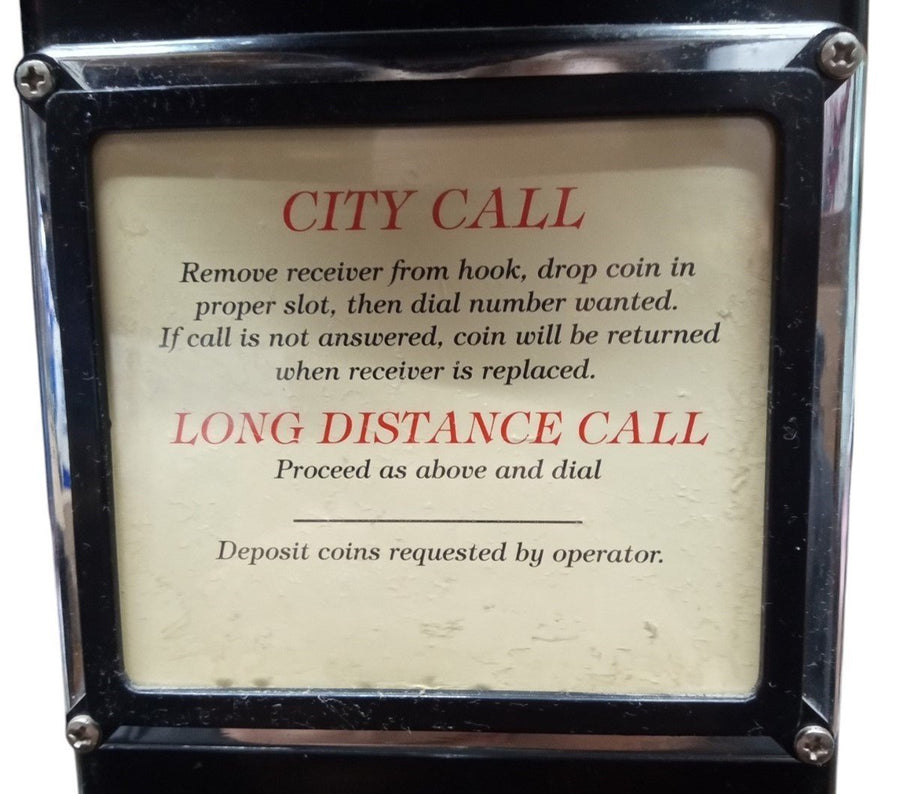 CITY CALL
Remove receiver from hook, drop coin in
proper slot, then dial number wanted.
If call is not answered, coin will be returned
when receiver is replaced.
LONG DISTANCE CALL
Proceed as above and dial
Deposit coins requested by operator.